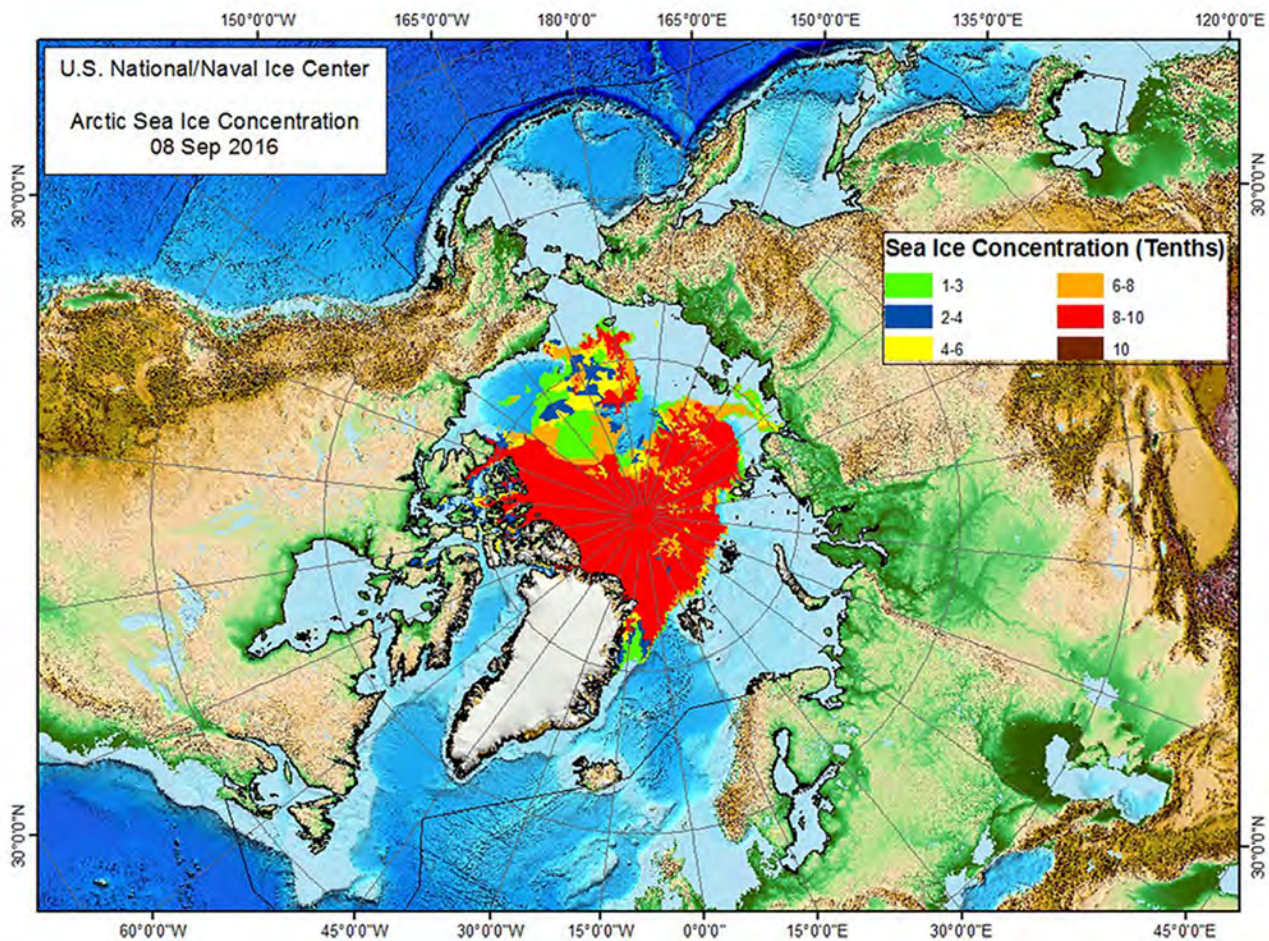 150°0'0"W 165°0'0"W 180°0'0" 165°0'0"E 150°0'0"E 135°0'0"E 120°0'0"E
U.S. National/Naval Ice Center
Arctic Sea Ice Concentration
08 Sep 2016
30°0'0"N
30°0'0"N
Sea Ice Concentration (Tenths)
1-3 6-8
2-4 8-10
4-6 10
30°0'0"N
30°0'0"N
60°0'0"W 45°0'0"W 30°0'0"W 15°0'0"W 0°0'0" 15°0'0"E 30°0'0"E 45°0'0"E